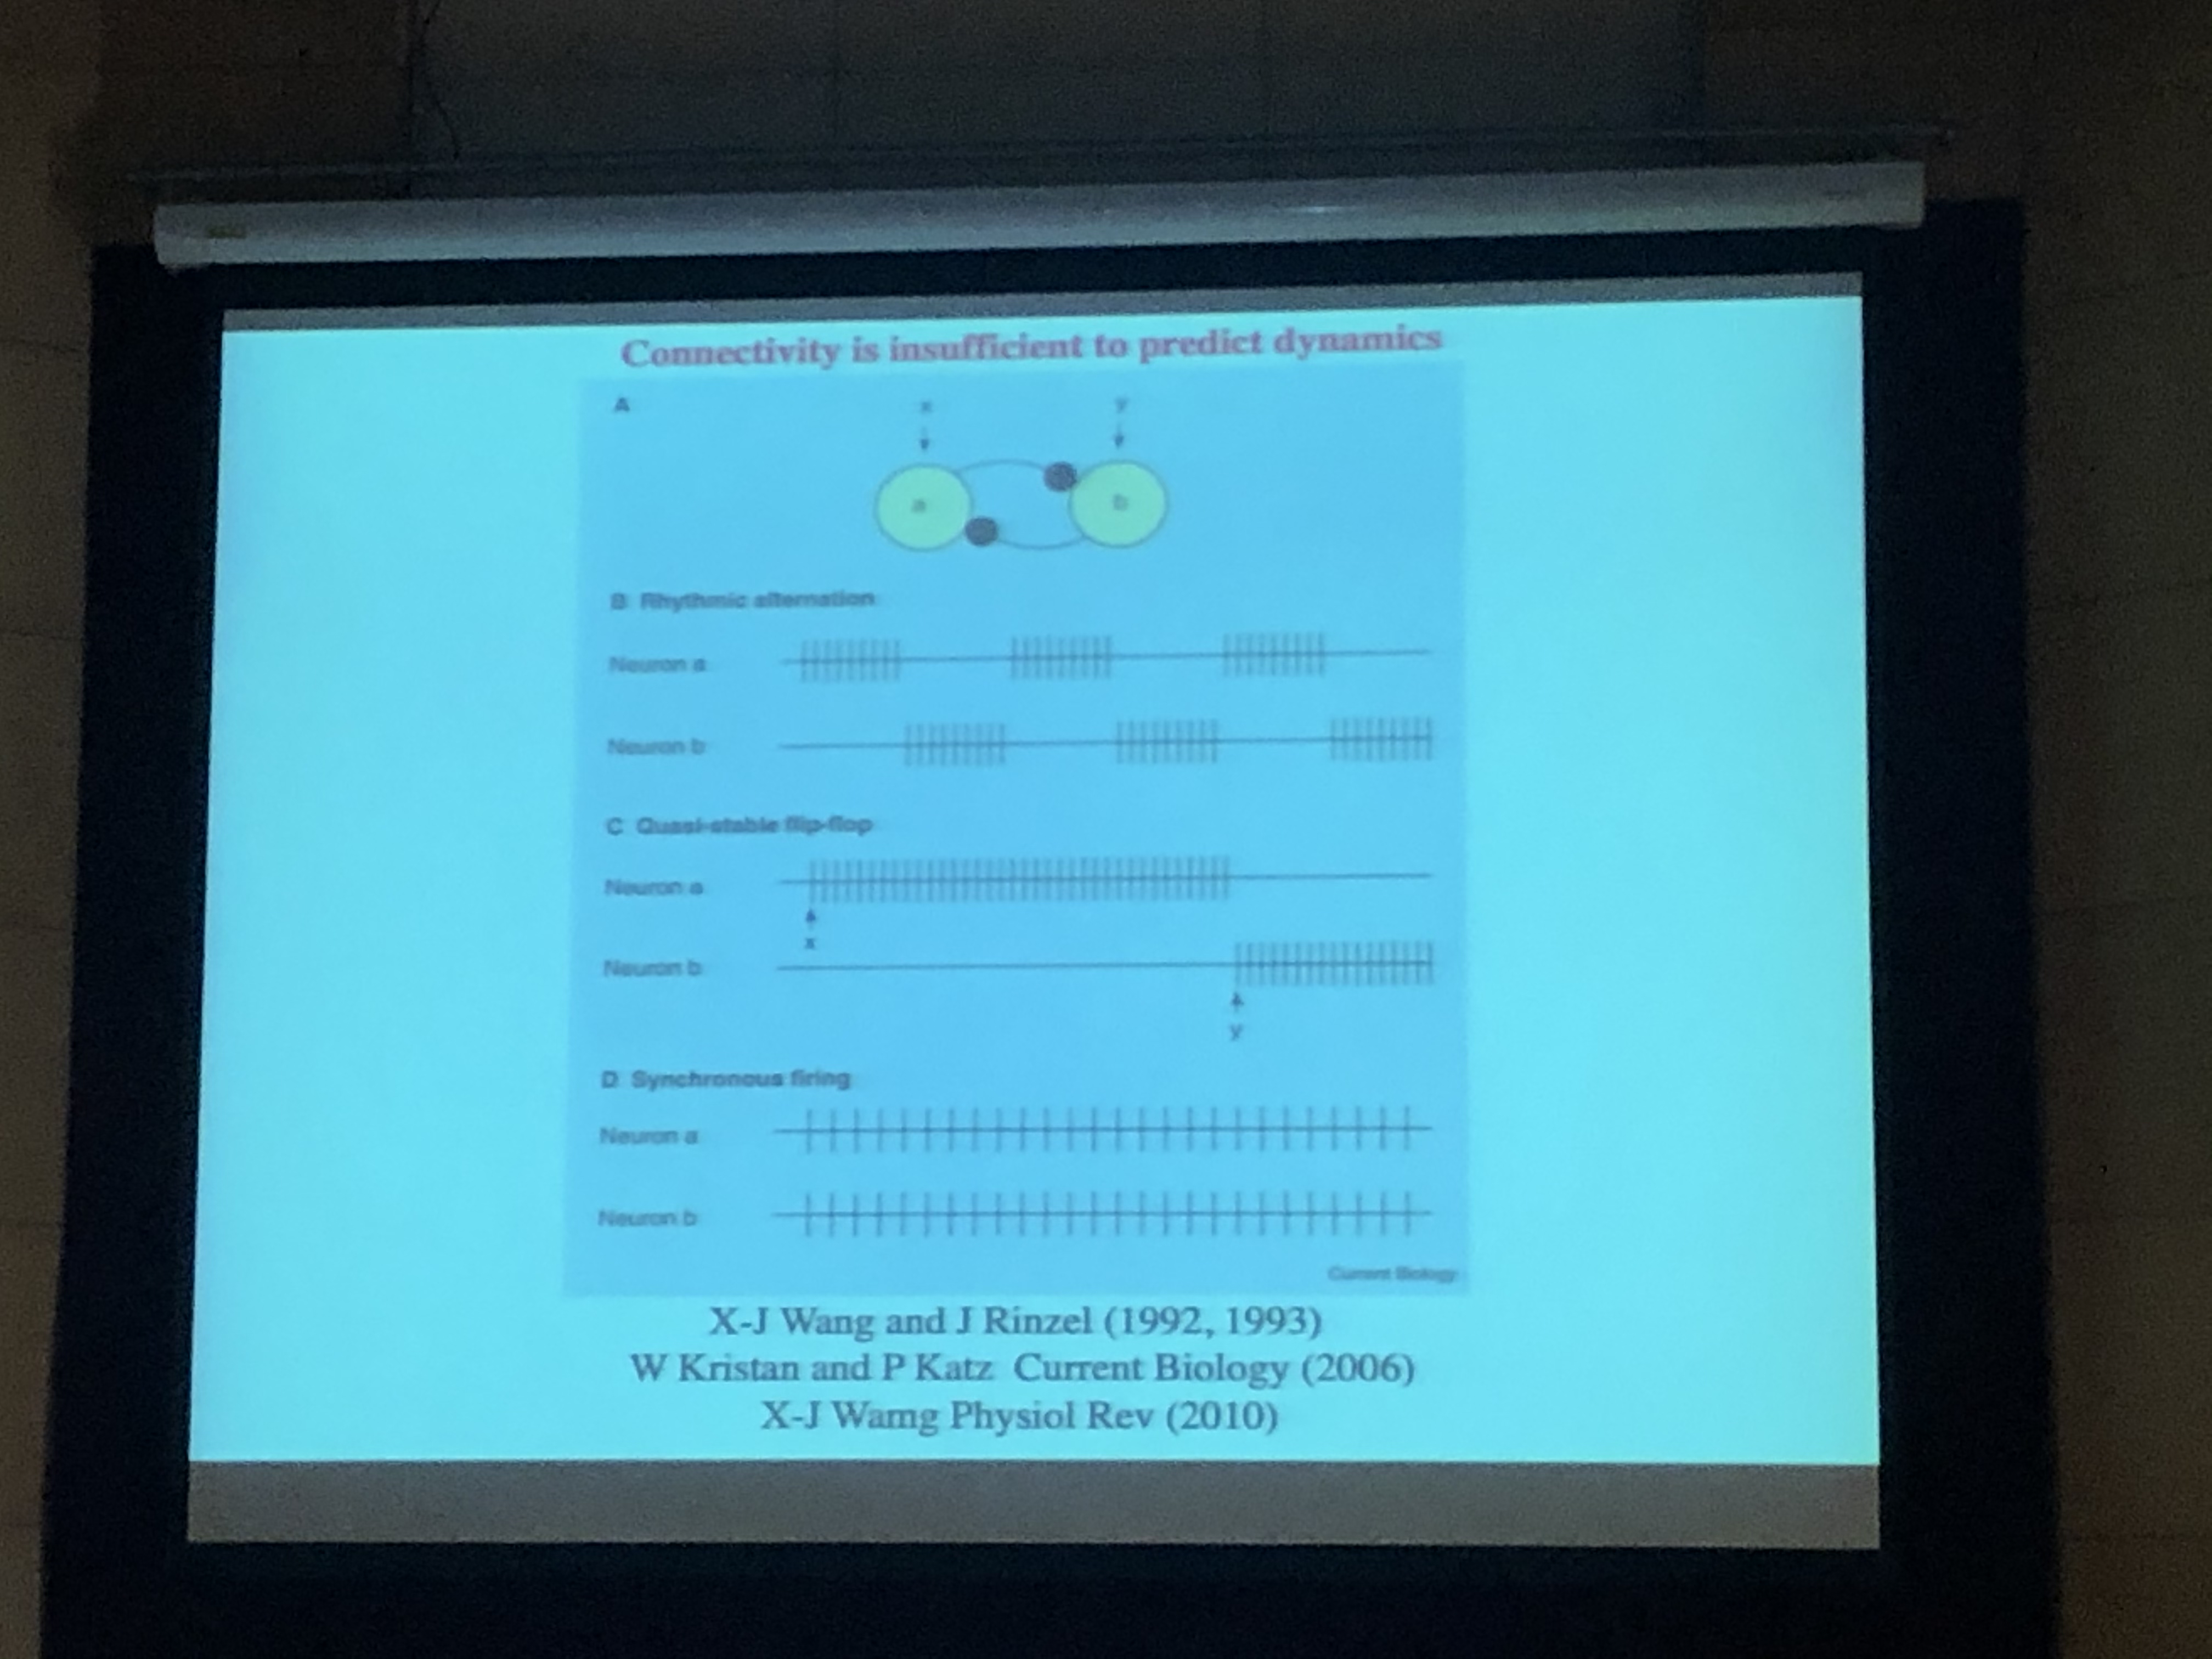 Connectivity is insufficient to predict dynamics
A
x y
a b
B Rhythmic alternation
Neuron a
Neuron b
C Quasi-stable flip-flop
Neuron a
x
Neuron b
y
D Synchronous firing
Neuron a
Neuron b
Current Biology
X-J Wang and J Rinzel (1992, 1993)
W Kristan and P Katz Current Biology (2006)
X-J Wamg Physiol Rev (2010)